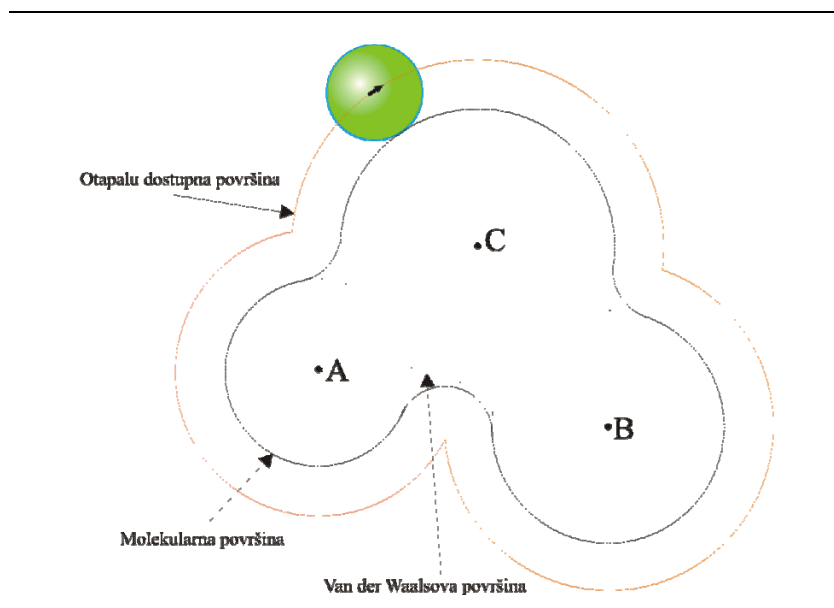 Otapalu dostupna površina
C
A
B
Molekularna površina
Van der Waalsova površina